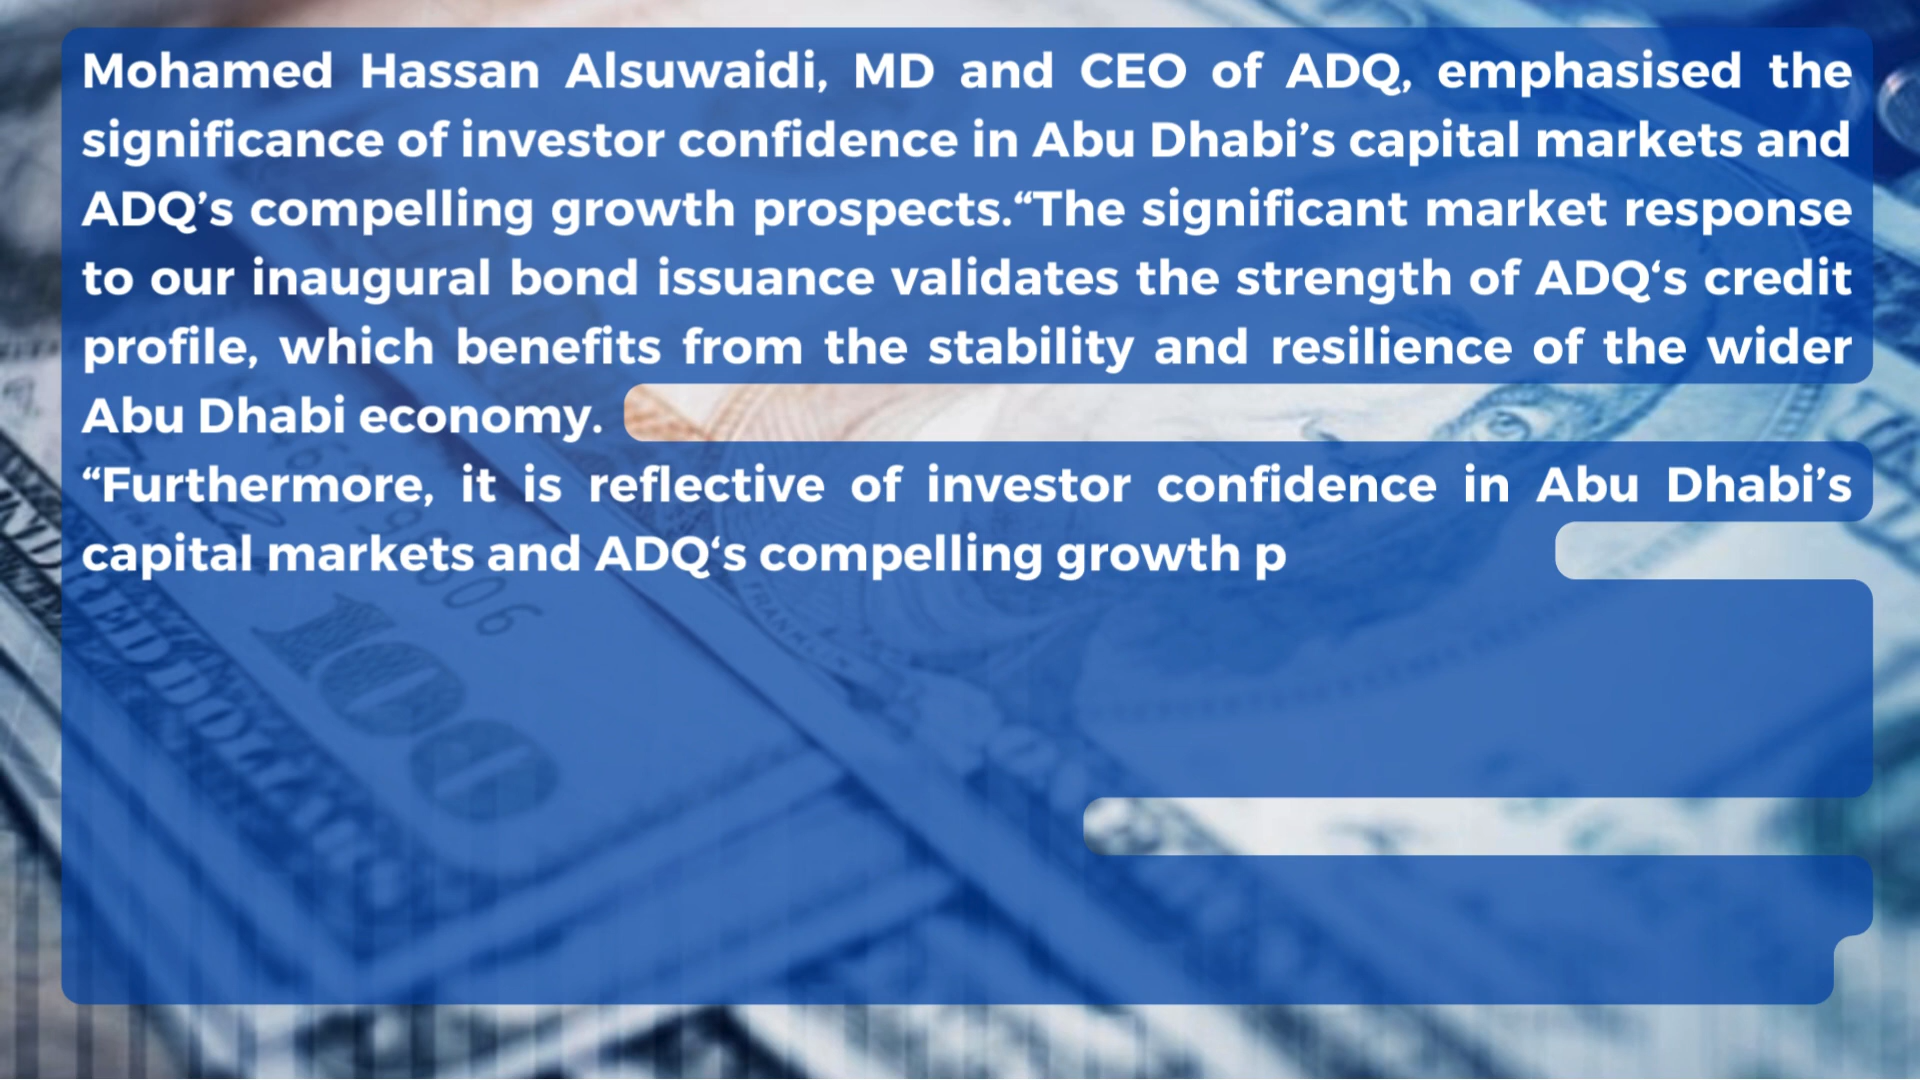 Mohamed Hassan Alsuwaidi, MD and CEO of ADQ, emphasised the
significance of investor confidence in Abu Dhabi’s capital markets and
ADQ’s compelling growth prospects.“The significant market response
to our inaugural bond issuance validates the strength of ADQ‘s credit
profile, which benefits from the stability and resilience of the wider
Abu Dhabi economy.
“Furthermore, it is reflective of investor confidence in Abu Dhabi’s
capital markets and ADQ‘s compelling growth p
100
FRANKLIN